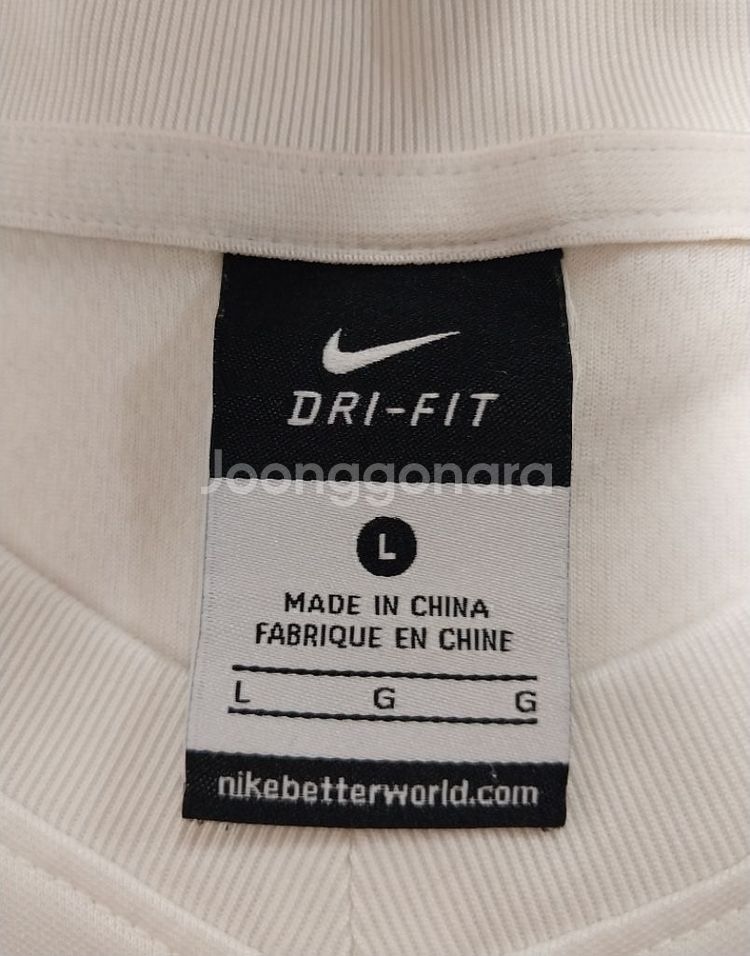 DRI-FIT
Joonggonara
L
MADE IN CHINA
FABRIQUE EN CHINE
L G G
nikebetterworld.com